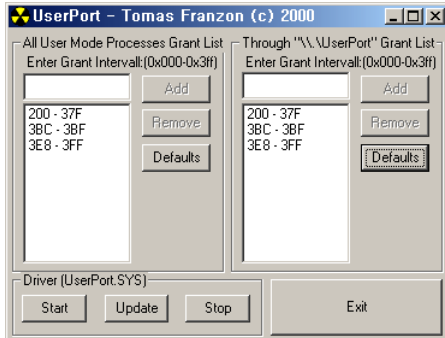 UserPort - Tomas Franzon (c) 2000
All User Mode Processes Grant List
Enter Grant Intervall:(0x000-0x3ff)
Add
200 - 37F
3BC - 3BF
3E8 - 3FF
Remove
Defaults
Through "\\.\UserPort" Grant List
Enter Grant Intervall:(0x000-0x3ff)
Add
200 - 37F
3BC - 3BF
3E8 - 3FF
Remove
Defaults
Driver (UserPort.SYS)
Start
Update
Stop
Exit